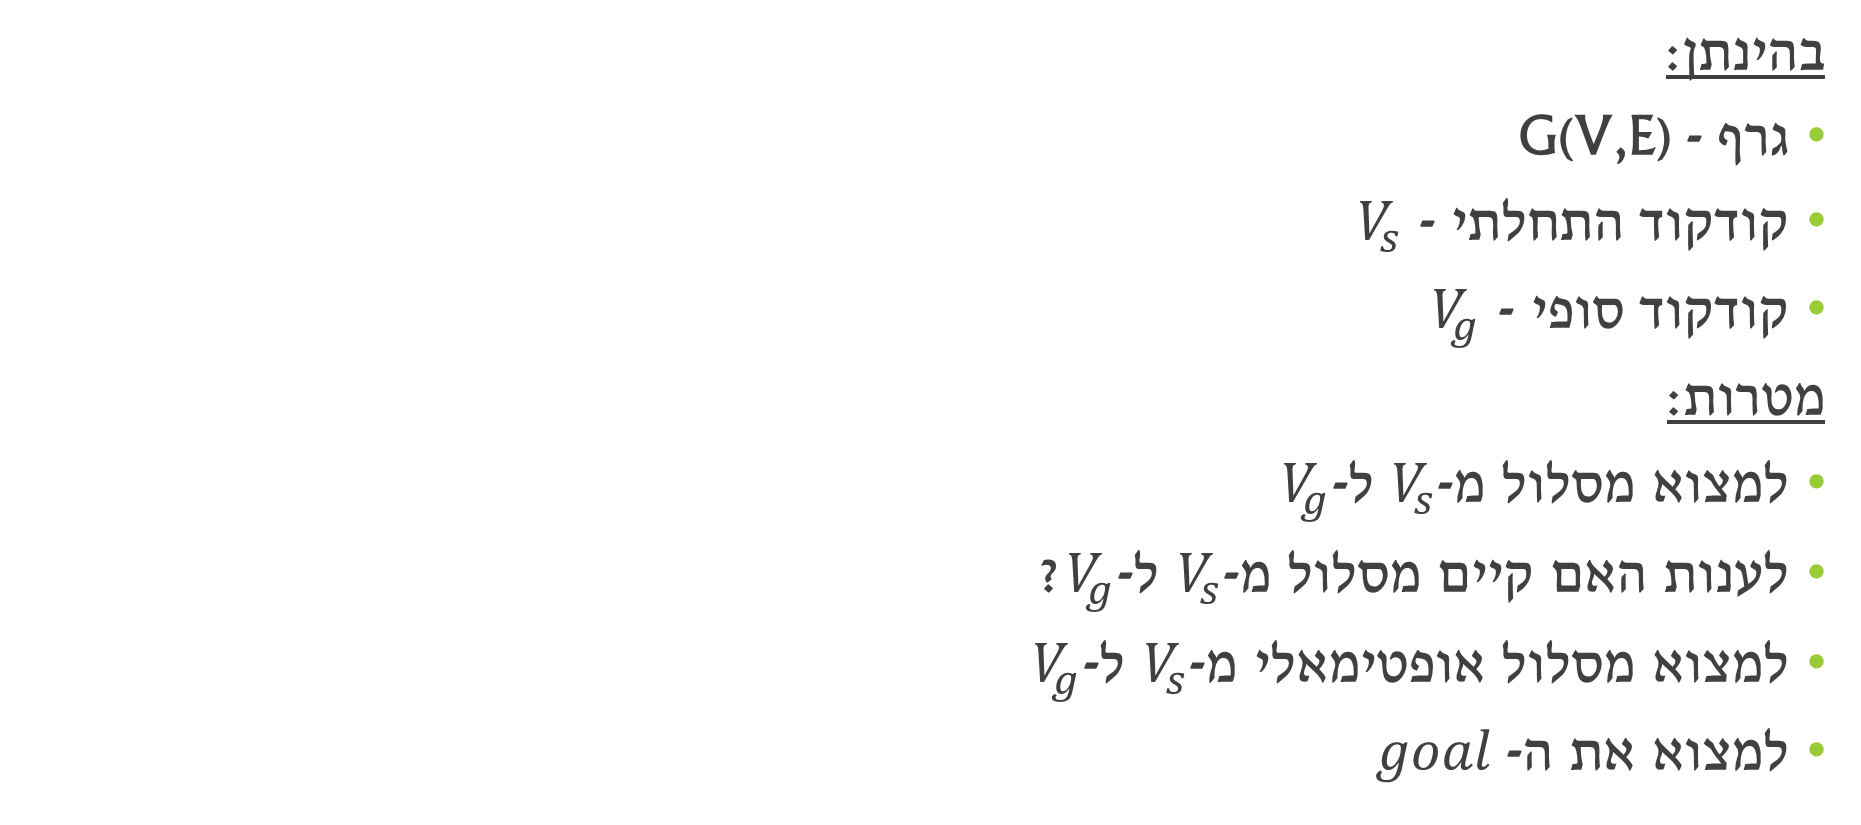 בהינתן:
• גרף - G(V,E)
• קודקוד התחלתי - V_s
• קודקוד סופי - V_g
מטרות:
• למצוא מסלול מ-V_s ל-V_g
• לענות האם קיים מסלול מ-V_s ל-V_g?
• למצוא מסלול אופטימאלי מ-V_s ל-V_g
• למצוא את ה- goal